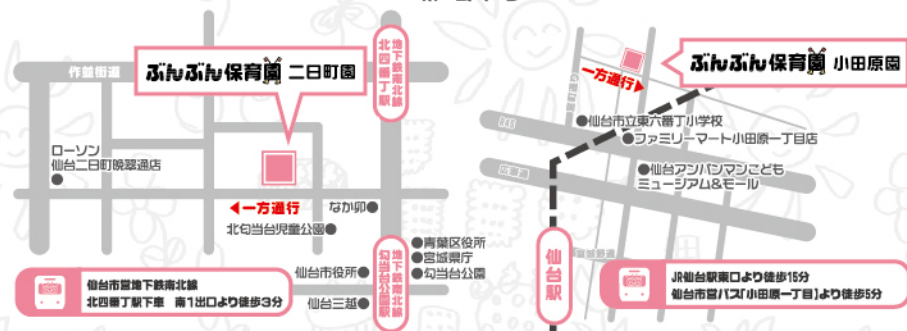 作並街道
ぶんぶん保育園 二日町園
地下鉄南北線
北四番丁駅
ローソン
仙台二日町晩翠通店
一方通行
なか卯
北勾当台児童公園
仙台市役所
仙台三越
地下鉄南北線
勾当台公園駅
青葉区役所
宮城県庁
勾当台公園
仙台市営地下鉄南北線
北四番丁駅下車 南1出口より徒歩3分
ぶんぶん保育園 小田原園
一方通行
仙台市立東六番丁小学校
ファミリーマート小田原一丁目店
仙台アンパンマンこども
ミュージアム&モール
仙台駅
JR仙台駅東口より徒歩15分
仙台市営バス「小田原一丁目」より徒歩5分